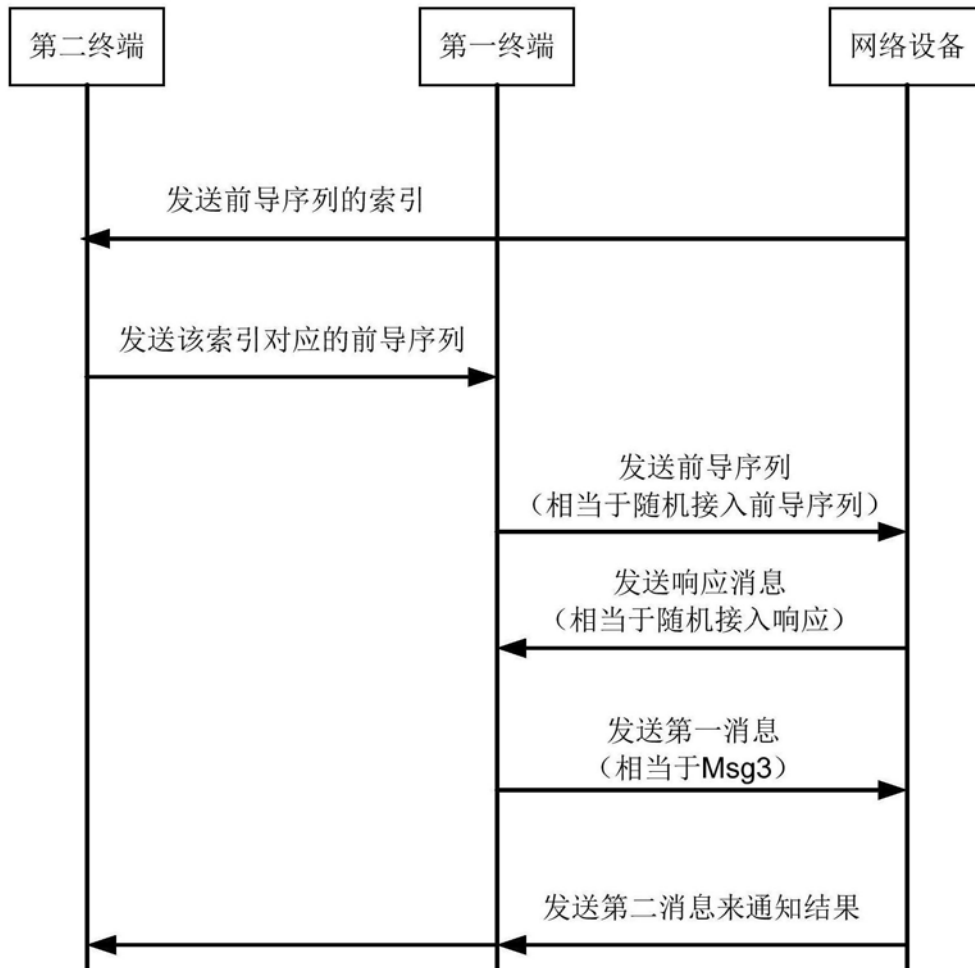 第二终端
第一终端
网络设备
发送前导序列的索引
发送该索引对应的前导序列
发送前导序列
（相当于随机接入前导序列）
发送响应消息
（相当于随机接入响应）
发送第一消息
（相当于Msg3）
发送第二消息来通知结果